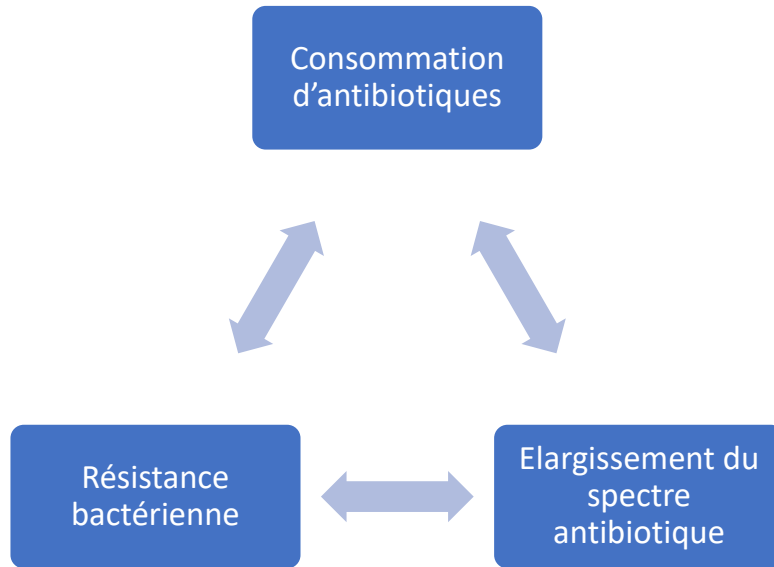 Consommation
d’antibiotiques
Résistance
bactérienne
Elargissement du
spectre
antibiotique